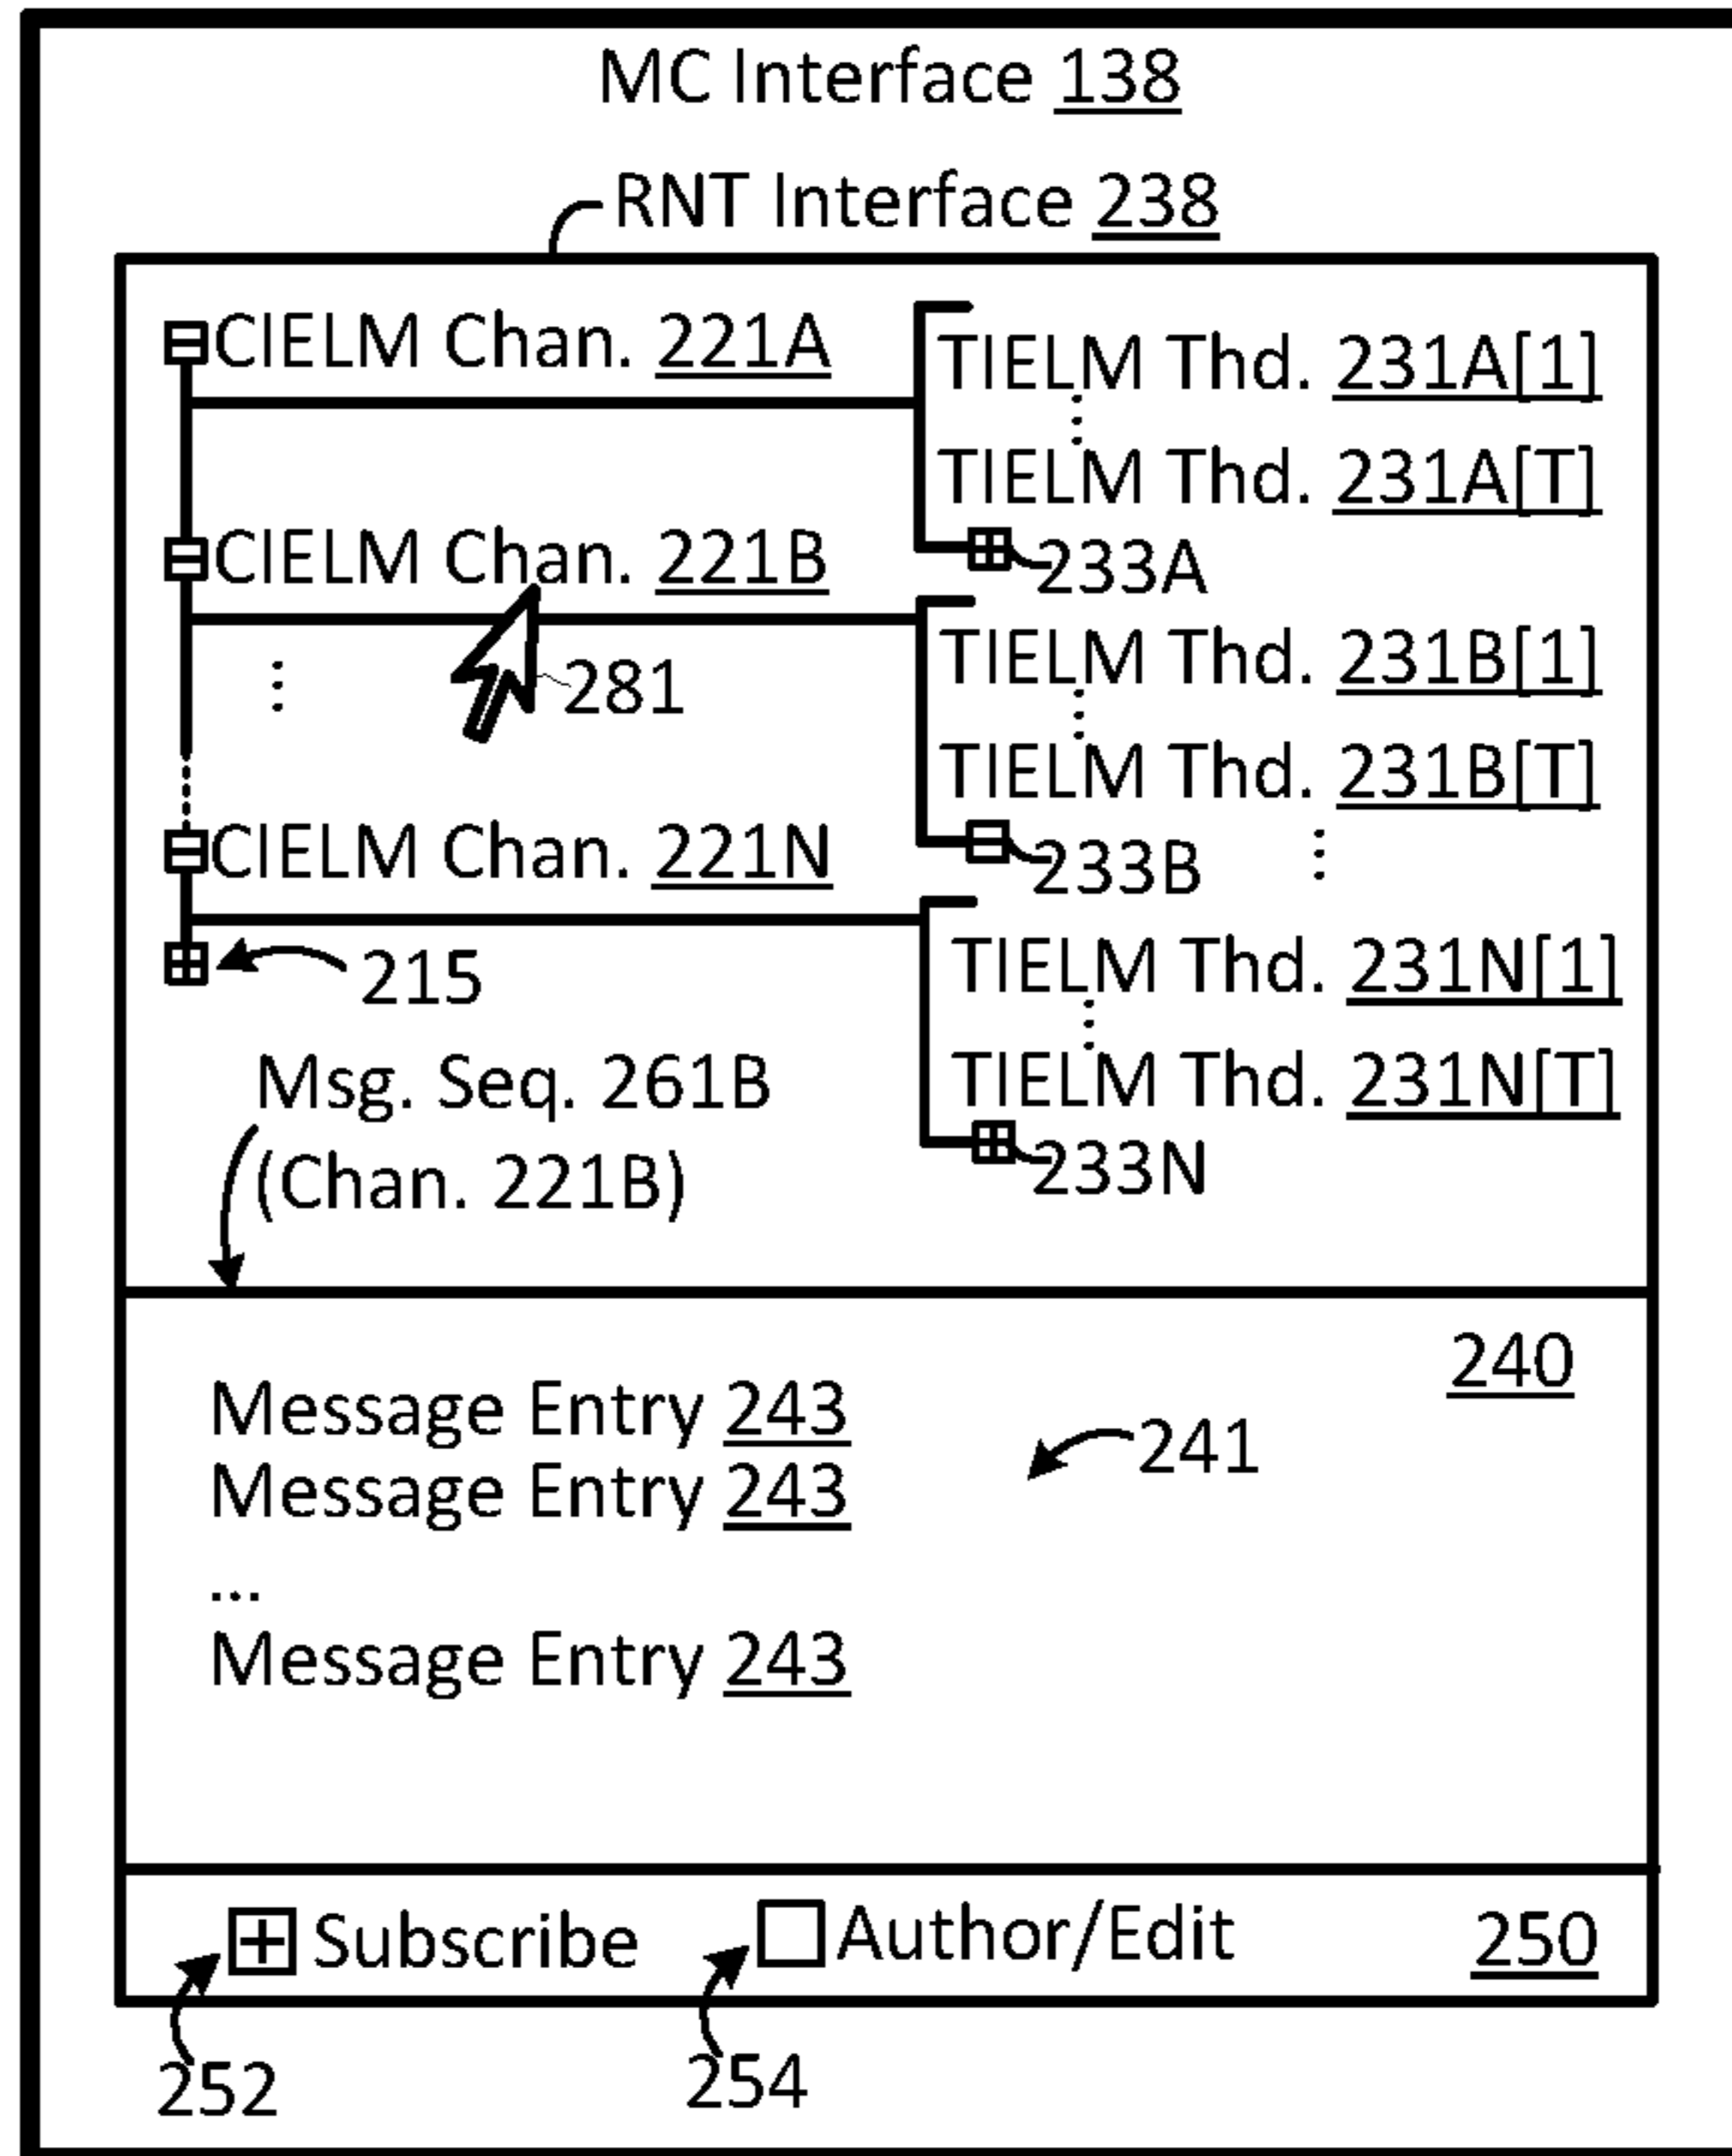 MC Interface 138
RNT Interface 238
CIELM Chan. 221A
TIELM Thd. 231A[1]
⋮
TIELM Thd. 231A[T]
CIELM Chan. 221B
233A
TIELM Thd. 231B[1]
⋮
281
⋮
TIELM Thd. 231B[T]
CIELM Chan. 221N
233B
⋮
TIELM Thd. 231N[1]
215
⋮
Msg. Seq. 261B
TIELM Thd. 231N[T]
(Chan. 221B)
233N
240
Message Entry 243
241
Message Entry 243
...
Message Entry 243
Subscribe
Author/Edit
250
252
254